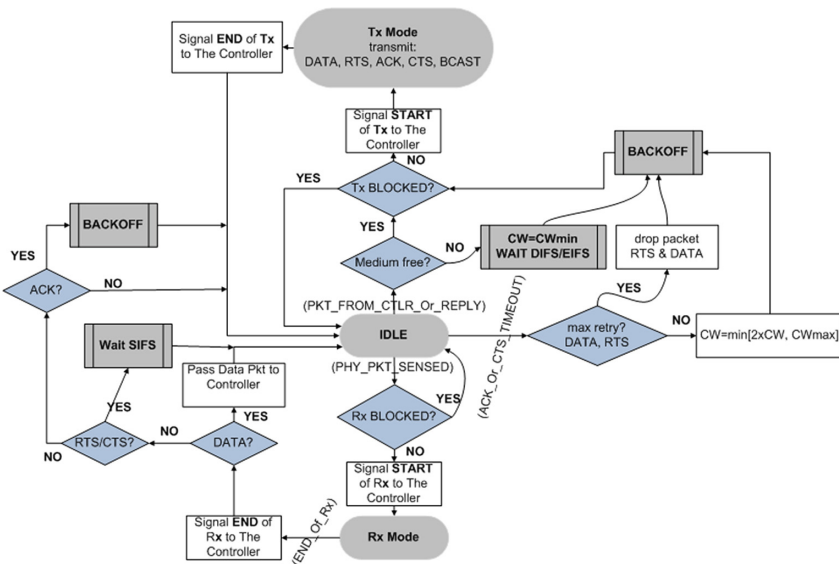 Signal END of Tx
to The Controller
Tx Mode
transmit:
DATA, RTS, ACK, CTS, BCAST
Signal START
of Tx to The
Controller
NO
YES
Tx BLOCKED?
BACKOFF
YES
NO
Medium free?
CW=CWmin
WAIT DIFS/EIFS
drop packet
RTS & DATA
BACKOFF
YES
ACK?
NO
(PKT_FROM_CTLR_Or_REPLY)
IDLE
(PHY_PKT_SENSED)
(ACK_Or_CTS_TIMEOUT)
YES
max retry?
DATA, RTS
NO
CW=min[2xCW, CWmax]
Wait SIFS
Pass Data Pkt to
Controller
YES
RTS/CTS?
NO
NO
YES
DATA?
Rx BLOCKED?
YES
NO
Signal START
of Rx to The
Controller
Rx Mode
(END_Of_Rx)
Signal END of
Rx to The
Controller